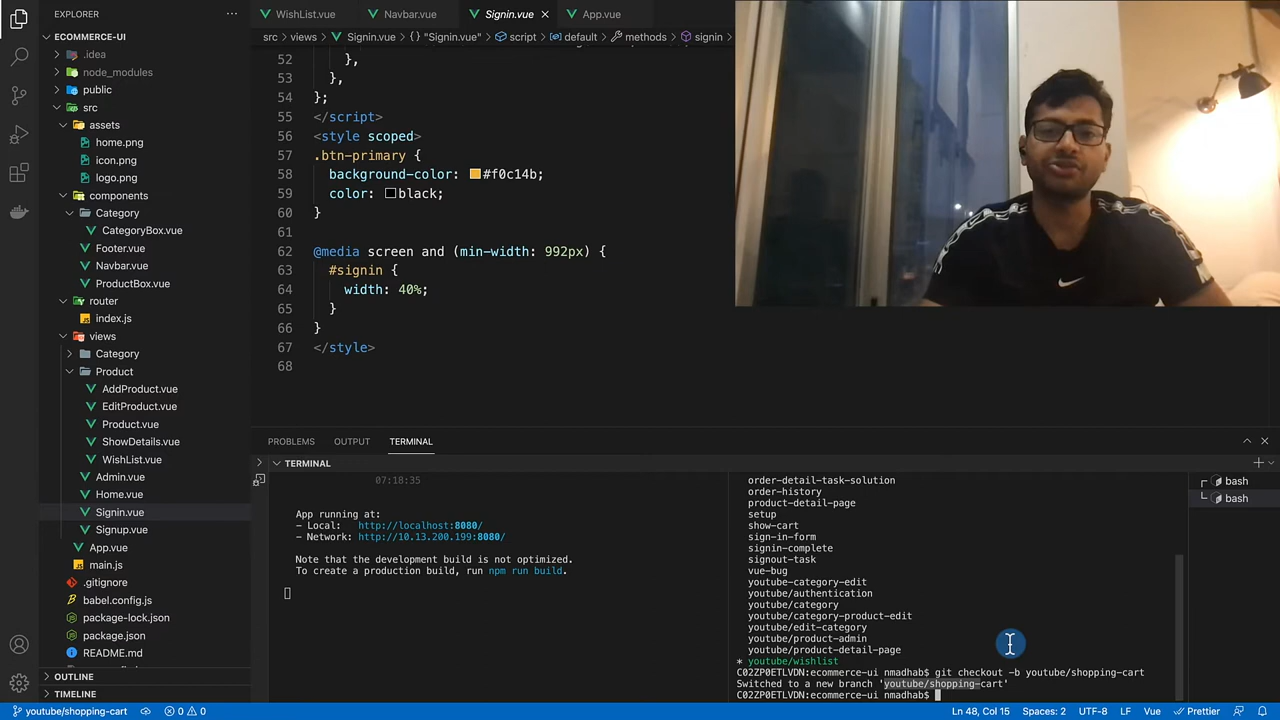 EXPLORER
ECOMMERCE-UI
.idea
node_modules
public
src
assets
home.png
icon.png
logo.png
components
Category
CategoryBox.vue
Footer.vue
Navbar.vue
ProductBox.vue
router
index.js
views
Category
Product
AddProduct.vue
EditProduct.vue
Product.vue
ShowDetails.vue
WishList.vue
Admin.vue
Home.vue
Signin.vue
Signup.vue
App.vue
main.js
.gitignore
babel.config.js
package-lock.json
package.json
README.md
OUTLINE
TIMELINE
WishList.vue Navbar.vue Signin.vue App.vue
src > views > Signin.vue > {} "Signin.vue" > script > default > methods > signin
52 },
53 },
54 };
55 </script>
56 <style scoped>
57 .btn-primary {
58 background-color: #f0c14b;
59 color: black;
60 }
61
62 @media screen and (min-width: 992px) {
63 #signin {
64 width: 40%;
65 }
66 }
67 </style>
68
PROBLEMS OUTPUT TERMINAL
TERMINAL
07:18:35
App running at:
- Local: http://localhost:8080/
- Network: http://10.13.200.199:8080/
Note that the development build is not optimized.
To create a production build, run npm run build.
order-detail-task-solution
order-history
product-detail-page
setup
show-cart
sign-in-form
signin-complete
signout-task
vue-bug
youtube-category-edit
youtube/authentication
youtube/category
youtube/category-product-edit
youtube/edit-category
youtube/product-admin
youtube/product-detail-page
* youtube/wishlist
C02ZP0ETLVDN:ecommerce-ui nmadhab$ git checkout -b youtube/shopping-cart
Switched to a new branch 'youtube/shopping-cart'
C02ZP0ETLVDN:ecommerce-ui nmadhab$
bash
bash
youtube/shopping-cart 0 0 Ln 48, Col 15 Spaces: 2 UTF-8 LF Vue Prettier